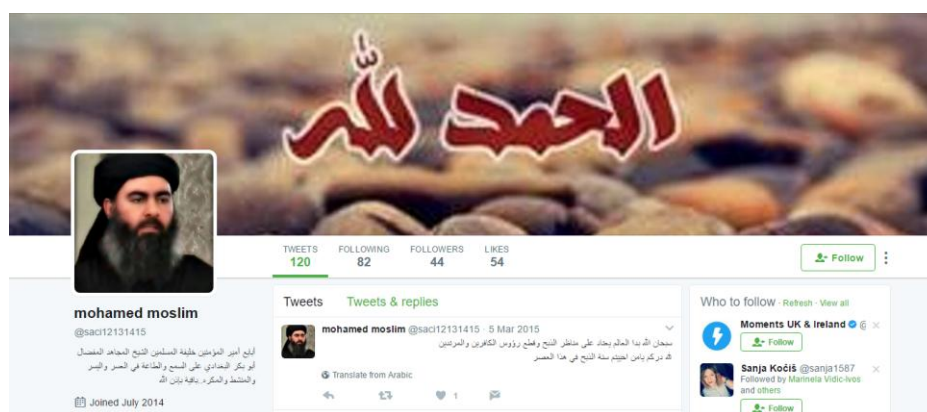 الحمد لله
TWEETS
120
FOLLOWING
82
FOLLOWERS
44
LIKES
54
Follow
mohamed moslim
@saci12131415
أبايع أمير المؤمنين خليفة المسلمين الشيخ المجاهد المفضال
أبو بكر البغدادي على السمع والطاعة في العسر واليسر
والمنشط والمكره. باقية بإذن الله
Joined July 2014
Tweets Tweets & replies
mohamed moslim @saci12131415 · 5 Mar 2015
سبحان الله بدا العالم يعتاد على مناظر الذبح وقطع رؤوس الكافرين والمرتدين
لله دركم يامن احييتم سنة الذبح في هذا العصر
Translate from Arabic
1
Who to follow · Refresh · View all
Moments UK & Ireland
Follow
Sanja Kočiš @sanja1587
Followed by Marinela Vidic-Ives
and others
Follow